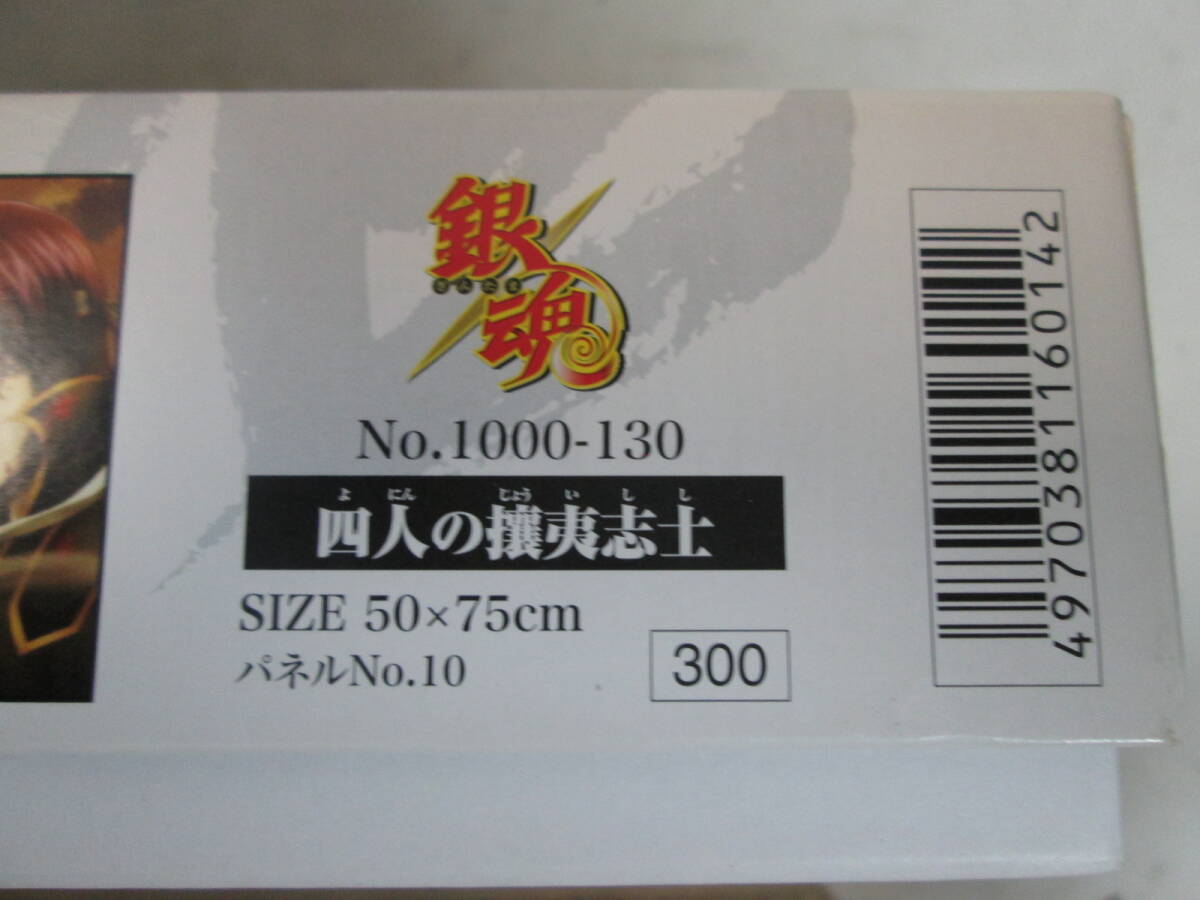 銀魂
ぎんたま
No.1000-130
よにん じょういしし
四人の攘夷志士
SIZE 50×75cm
パネルNo.10
300
4970381160142